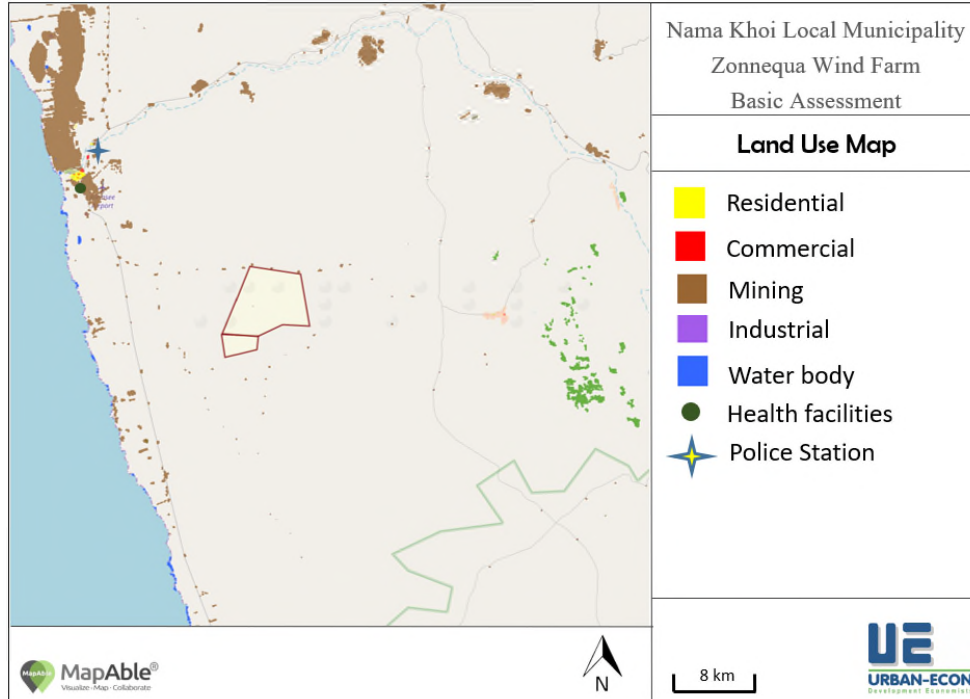 Nama Khoi Local Municipality
Zonnequa Wind Farm
Basic Assessment
Land Use Map
Residential
Commercial
Mining
Industrial
Water body
Health facilities
Police Station
MapAble
MapAble®
Visualize - Map - Collaborate
N
8 km
UE
URBAN-ECON
Development Economists